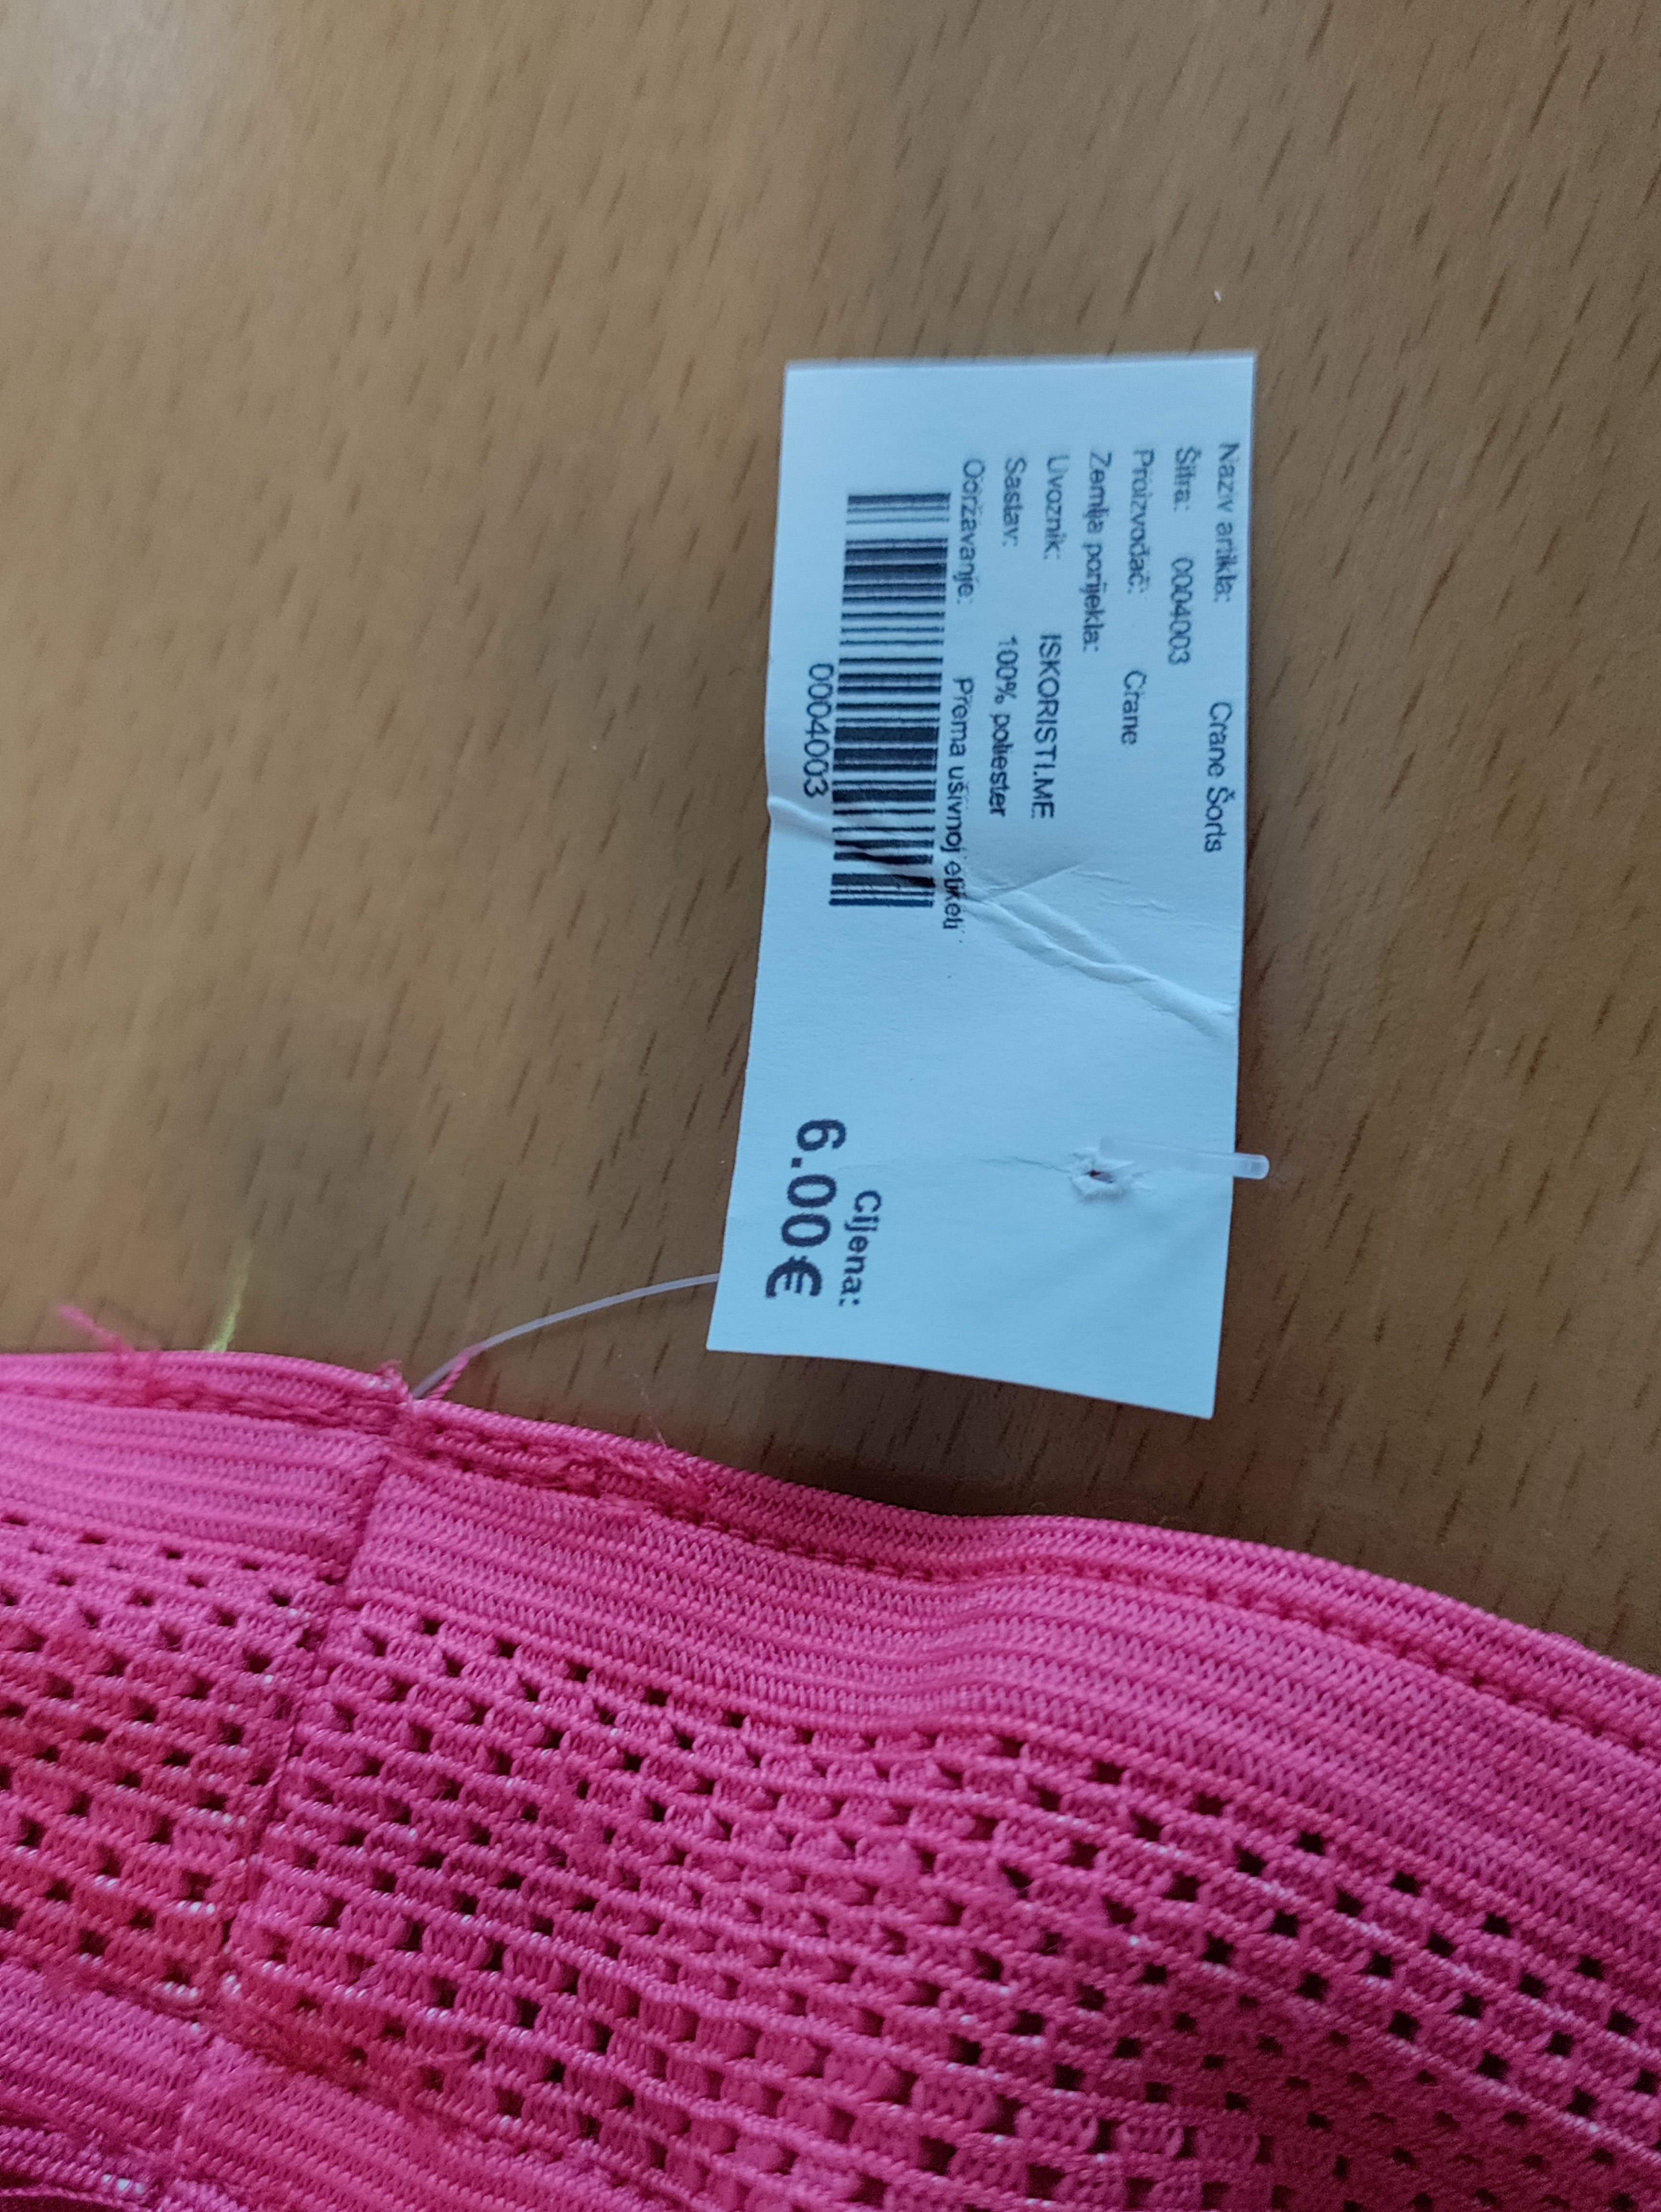 Naziv artikla: Crane Šorts
Šifra: 0004003
Proizvođač: Crane
Zemlja porijekla:
Uvoznik: ISKORISTI.ME
Sastav: 100% poliester
Održavanje: Prema ušivnoj etiketi
0004003
Cijena:
6.00€